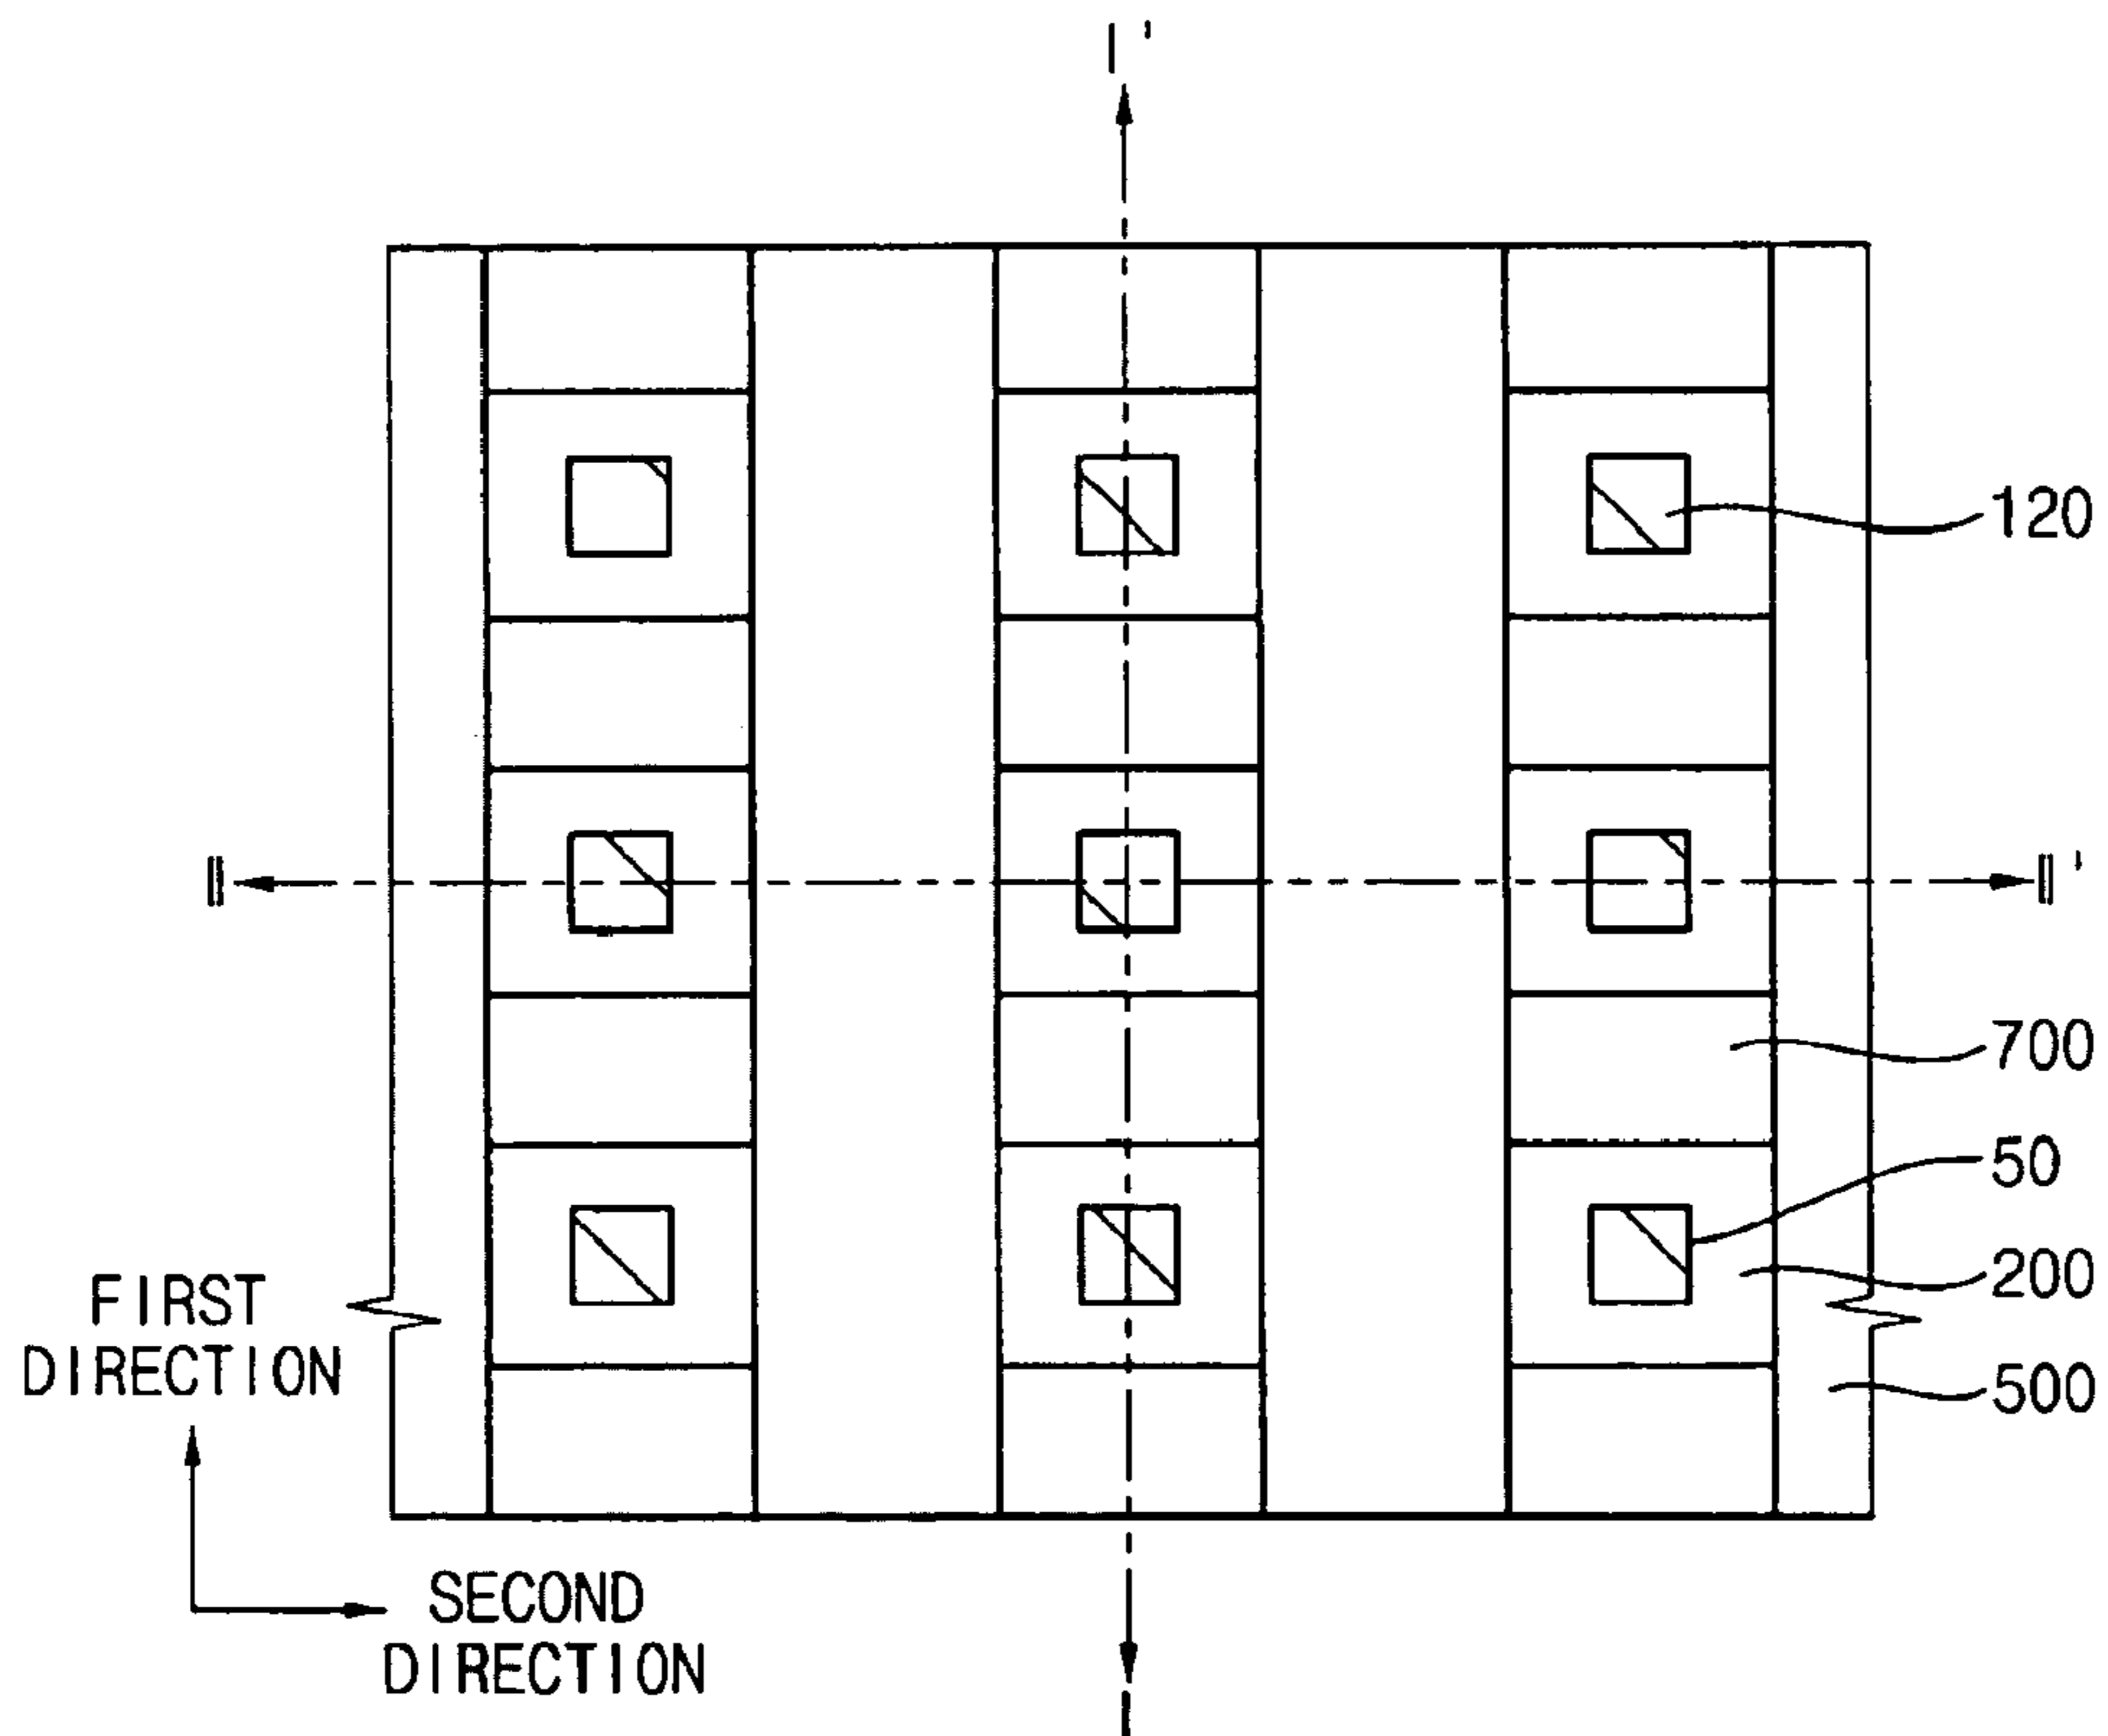 I'
120
II
II'
700
50
200
500
FIRST
DIRECTION
SECOND
DIRECTION
I